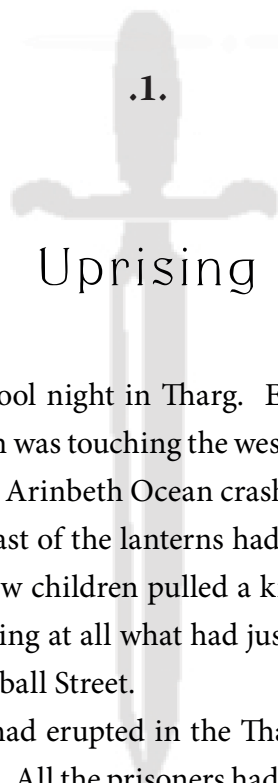 .1.
Uprising
ool night in Tharg. E
was touching the wes
Arinbeth Ocean crash
ast of the lanterns had
w children pulled a k
ing at all what had jus
ball Street.
had erupted in the Tha
All the prisoners had